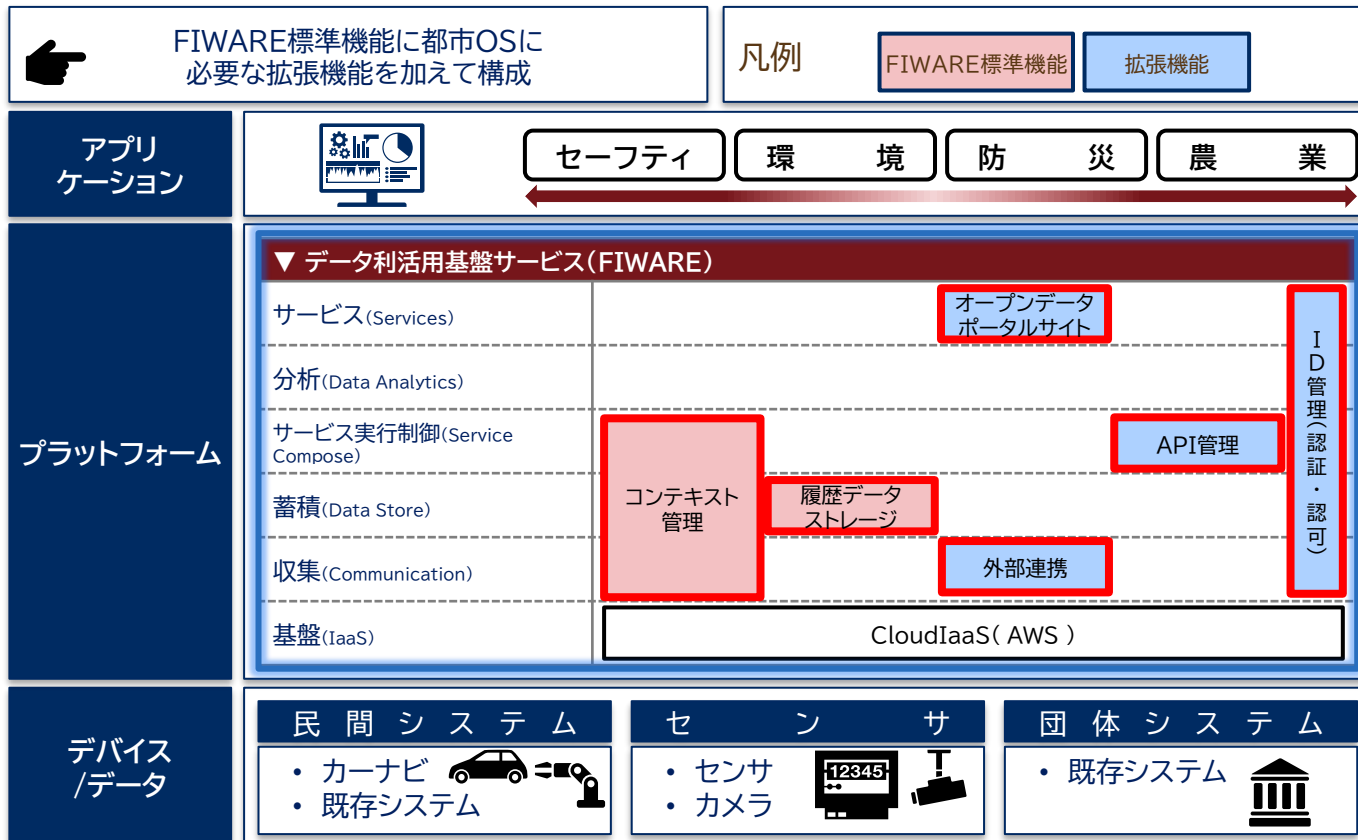 FIWARE標準機能に都市OSに
必要な拡張機能を加えて構成
凡例
FIWARE標準機能
拡張機能
アプリ
ケーション
セーフティ
環境
防災
農業
プラットフォーム
▼ データ利活用基盤サービス(FIWARE)
サービス(Services)
オープンデータ
ポータルサイト
ID管理(認証・認可)
分析(Data Analytics)
サービス実行制御(Service
Compose)
API管理
コンテキスト
管理
蓄積(Data Store)
履歴データ
ストレージ
収集(Communication)
外部連携
基盤(IaaS)
CloudIaaS( AWS )
デバイス
/データ
民間システム
• カーナビ
• 既存システム
センサ
• センサ
• カメラ
12345
団体システム
• 既存システム